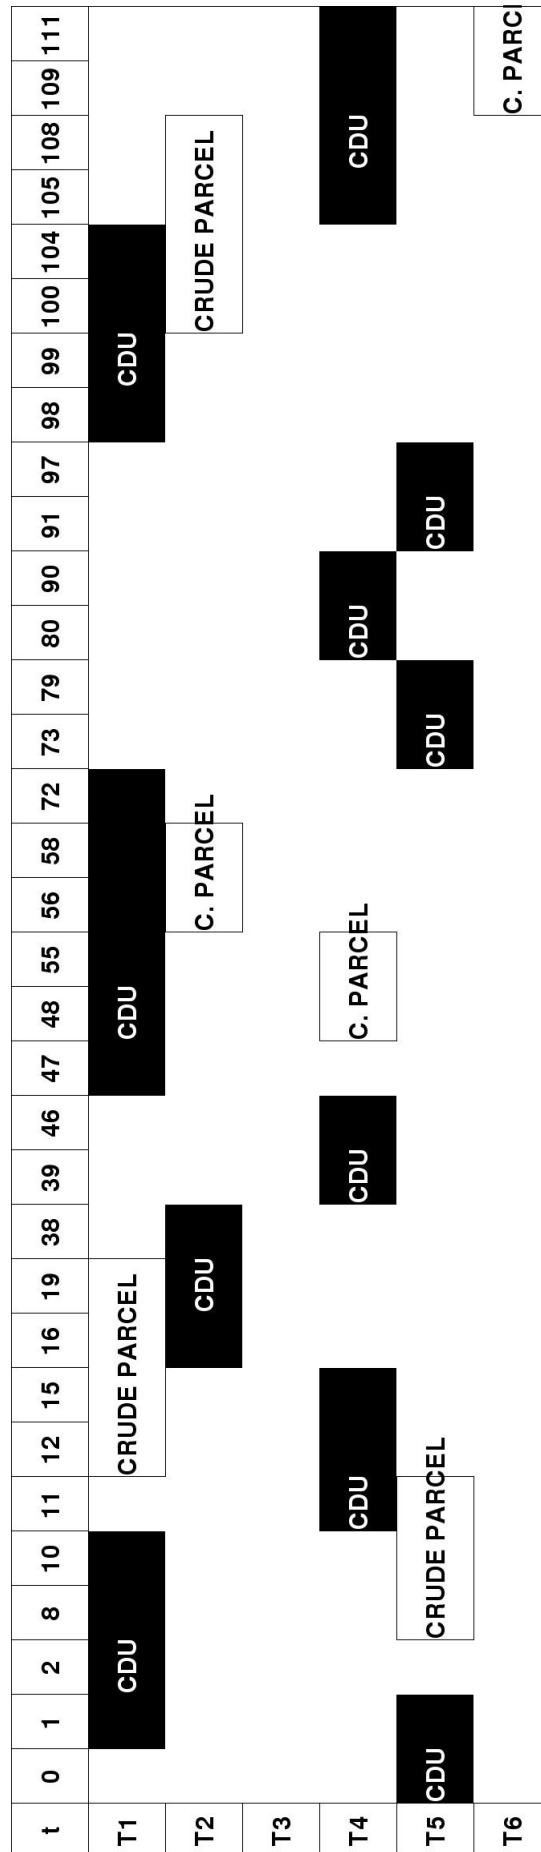 t 0 1 2 8 10 11 12 15 16 19 38 39 46 47 48 55 56 58 72 73 79 80 90 91 97 98 99 100 104 105 108 109 111
T1 CDU CRUDE PARCEL CDU CDU
T2 CDU C. PARCEL CRUDE PARCEL
T3
T4 CDU CDU C. PARCEL CDU CDU
T5 CDU CRUDE PARCEL CDU CDU
T6 C. PARC